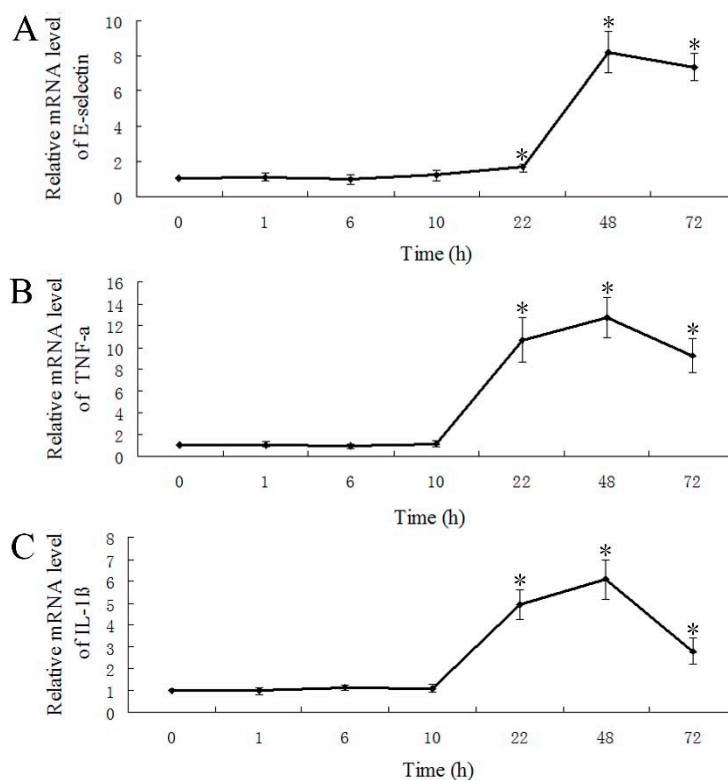 A
Relative mRNA level
of E-selectin
10
8
6
4
2
0
* * *
0 1 6 10 22 48 72
Time (h)
B
Relative mRNA level
of TNF-a
16
14
12
10
8
6
4
2
0
* * *
0 1 6 10 22 48 72
Time (h)
C
Relative mRNA level
of IL-1ß
8
7
6
5
4
3
2
1
0
* * *
0 1 6 10 22 48 72
Time (h)